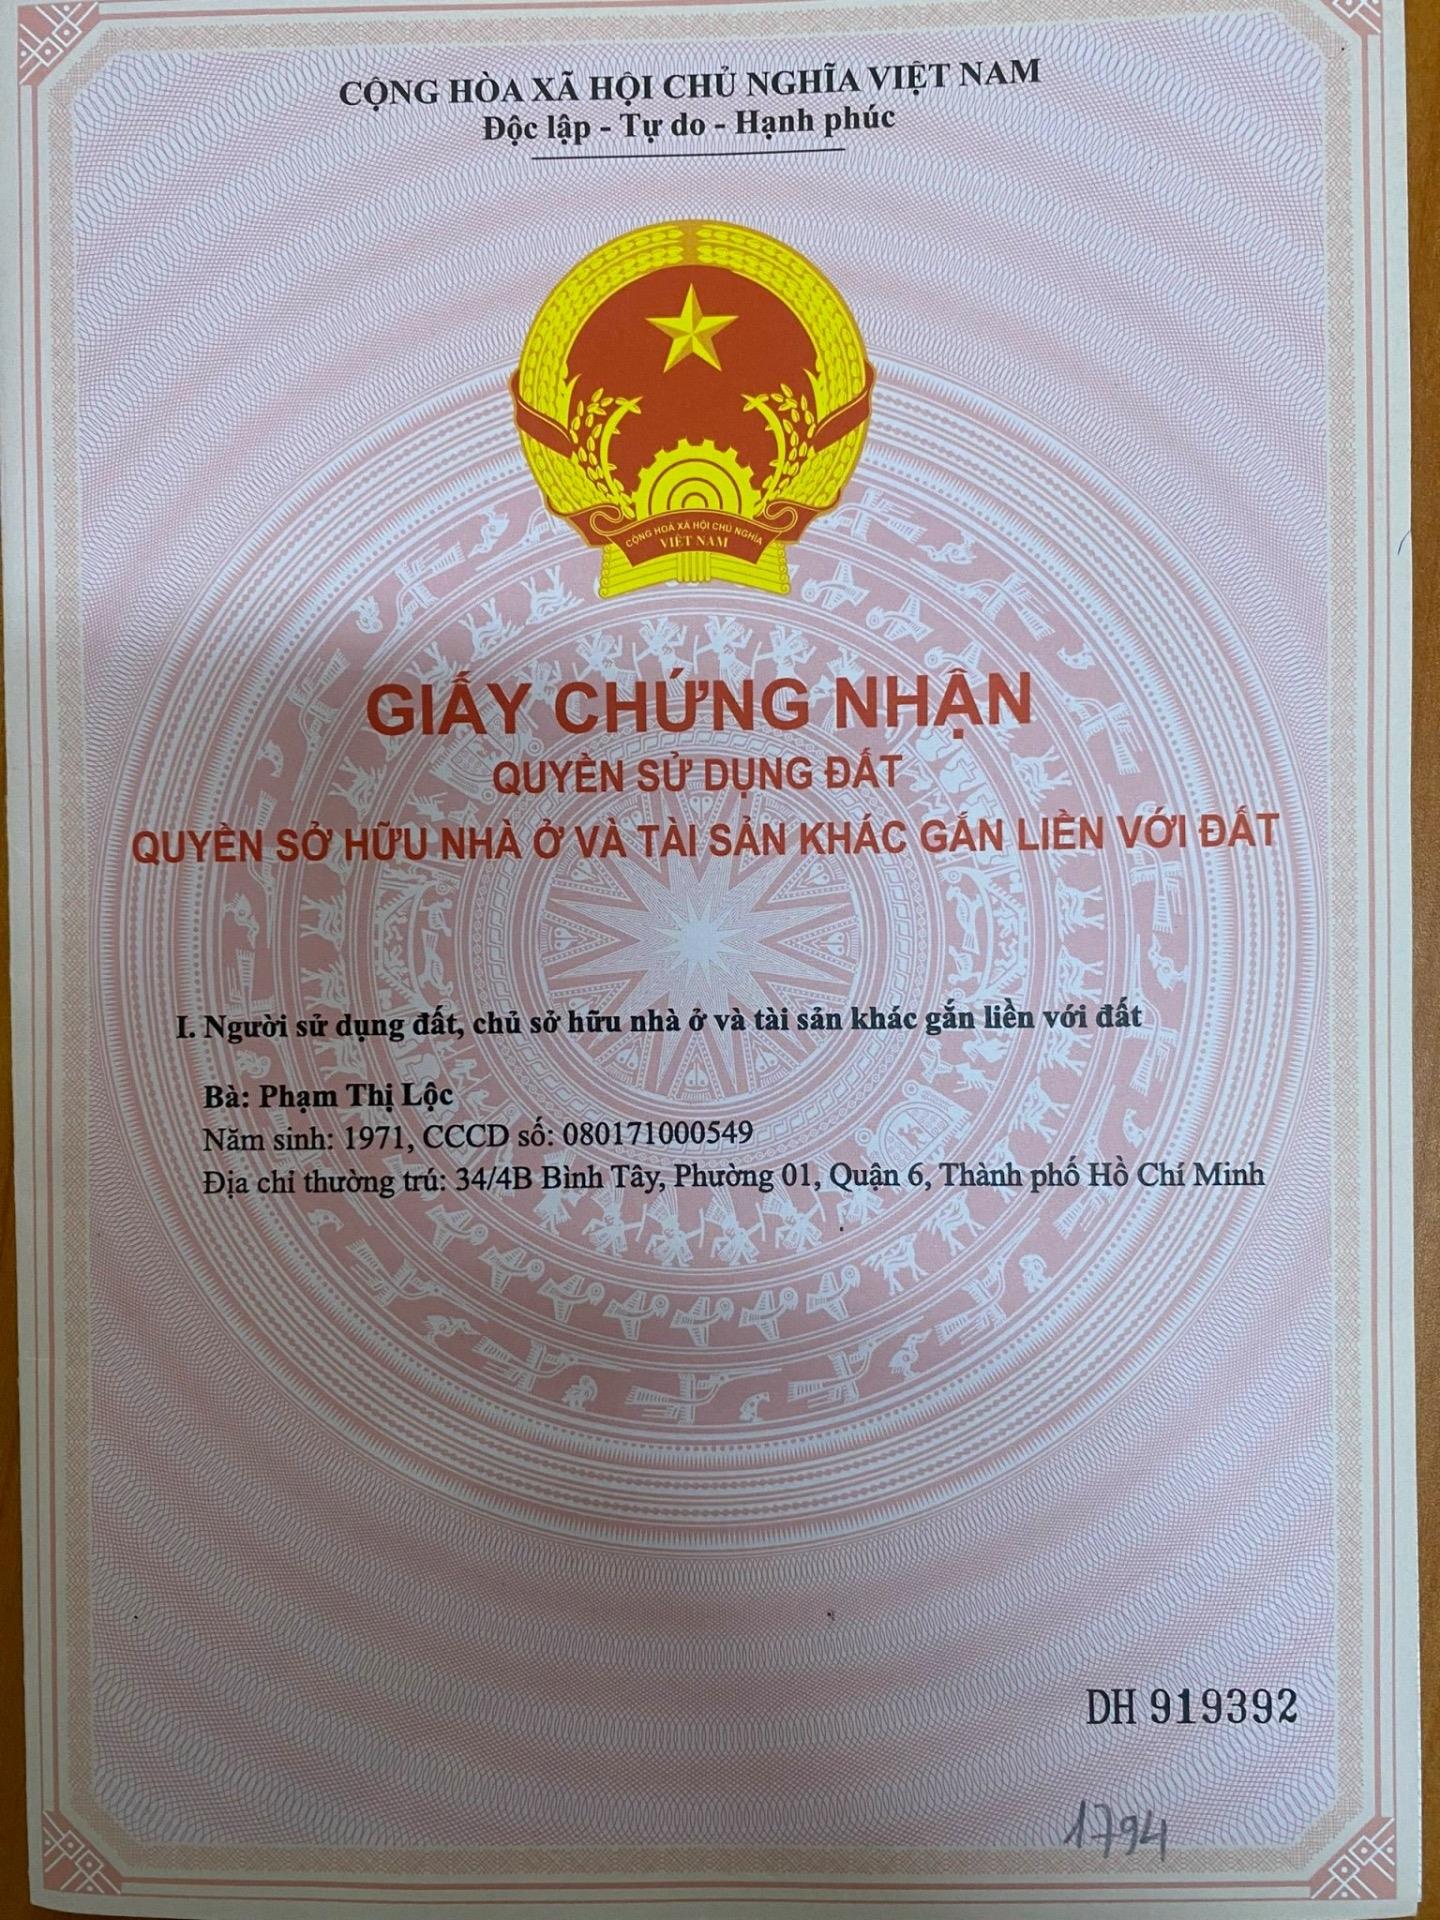 CỘNG HÒA XÃ HỘI CHỦ NGHĨA VIỆT NAM
Độc lập - Tự do - Hạnh phúc
CỘNG HOÀ XÃ HỘI CHỦ NGHĨA
VIỆT NAM
GIẤY CHỨNG NHẬN
QUYỀN SỬ DỤNG ĐẤT
QUYỀN SỞ HỮU NHÀ Ở VÀ TÀI SẢN KHÁC GẮN LIỀN VỚI ĐẤT
I. Người sử dụng đất, chủ sở hữu nhà ở và tài sản khác gắn liền với đất
Bà: Phạm Thị Lộc
Năm sinh: 1971, CCCD số: 080171000549
Địa chỉ thường trú: 34/4B Bình Tây, Phường 01, Quận 6, Thành phố Hồ Chí Minh
DH 919392
1794